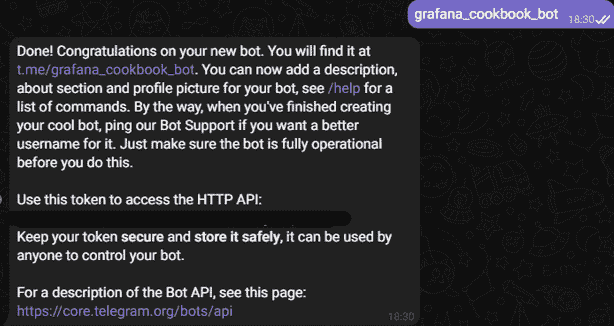 grafana_cookbook_bot 18:30
Done! Congratulations on your new bot. You will find it at
t.me/grafana_cookbook_bot. You can now add a description,
about section and profile picture for your bot, see /help for a
list of commands. By the way, when you've finished creating
your cool bot, ping our Bot Support if you want a better
username for it. Just make sure the bot is fully operational
before you do this.
Use this token to access the HTTP API:
Keep your token secure and store it safely, it can be used by
anyone to control your bot.
For a description of the Bot API, see this page:
https://core.telegram.org/bots/api 18:30